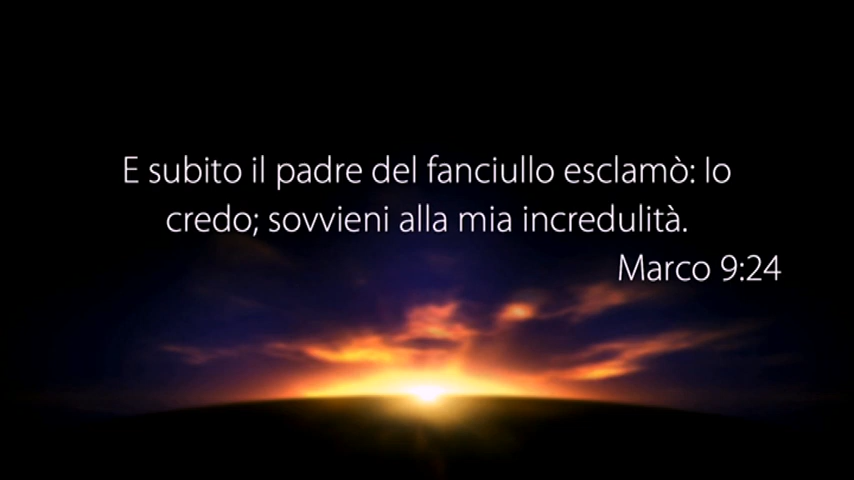 E subito il padre del fanciullo esclamò: Io
credo; sovvieni alla mia incredulità.
Marco 9:24